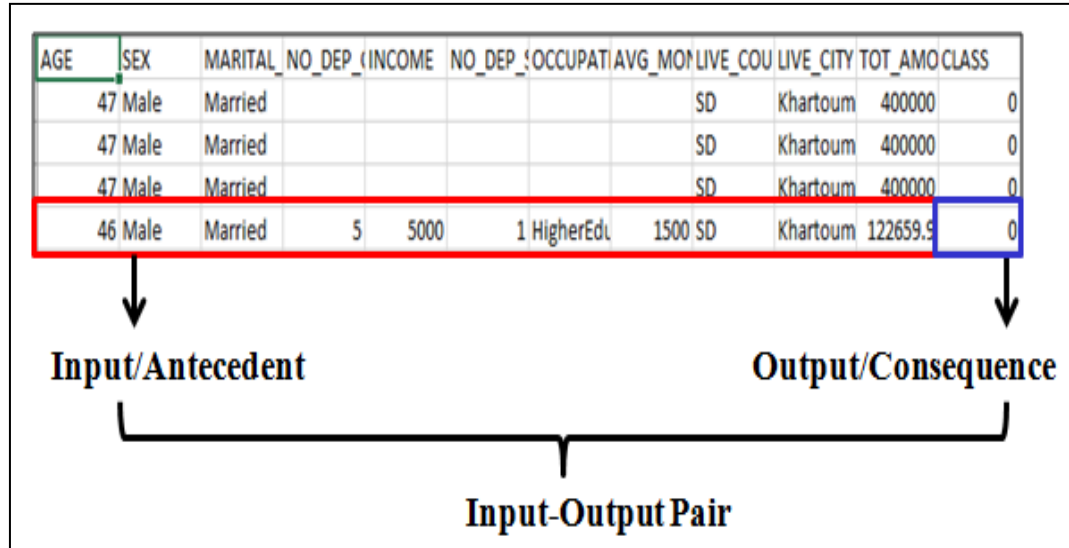 AGE SEX MARITAL_ NO_DEP_( INCOME NO_DEP_S OCCUPATI AVG_MON LIVE_COU LIVE_CITY TOT_AMO CLASS
47 Male Married SD Khartoum 400000 0
47 Male Married SD Khartoum 400000 0
47 Male Married SD Khartoum 400000 0
46 Male Married 5 5000 1 HigherEdu 1500 SD Khartoum 122659.9 0
Input/Antecedent Output/Consequence
Input-Output Pair